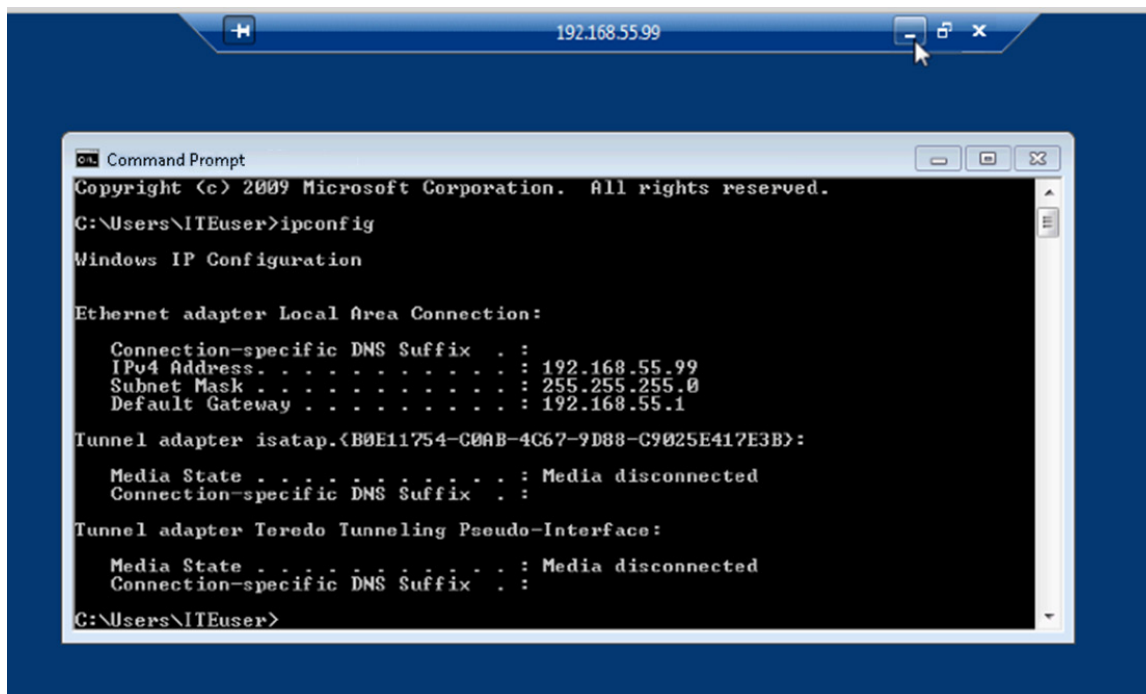 192.168.55.99
Command Prompt
Copyright (c) 2009 Microsoft Corporation.  All rights reserved.
C:\Users\ITEuser>ipconfig
Windows IP Configuration
Ethernet adapter Local Area Connection:
   Connection-specific DNS Suffix  . :
   IPv4 Address. . . . . . . . . . . : 192.168.55.99
   Subnet Mask . . . . . . . . . . . : 255.255.255.0
   Default Gateway . . . . . . . . . : 192.168.55.1
Tunnel adapter isatap.{B0E11754-C0AB-4C67-9D88-C9025E417E3B}:
   Media State . . . . . . . . . . . : Media disconnected
   Connection-specific DNS Suffix  . :
Tunnel adapter Teredo Tunneling Pseudo-Interface:
   Media State . . . . . . . . . . . : Media disconnected
   Connection-specific DNS Suffix  . :
C:\Users\ITEuser>